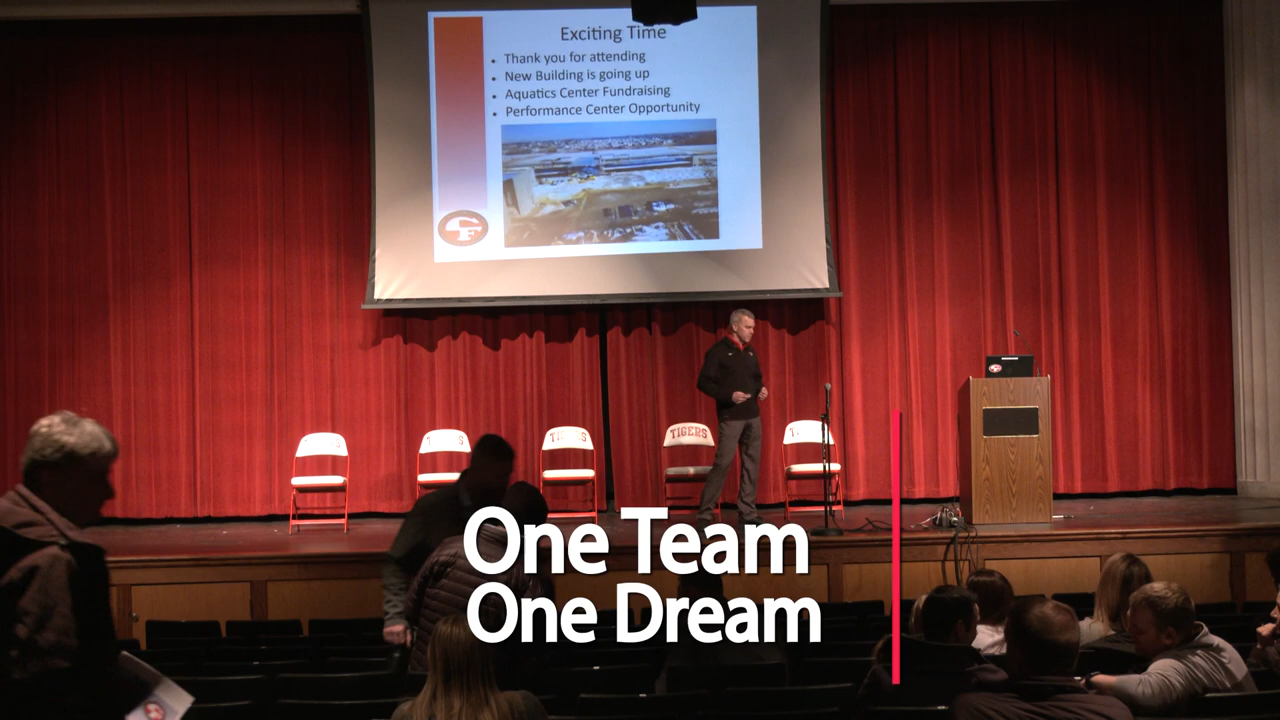 Exciting Time
• Thank you for attending
• New Building is going up
• Aquatics Center Fundraising
• Performance Center Opportunity
CF
TIGERS
TIGERS
One Team
One Dream